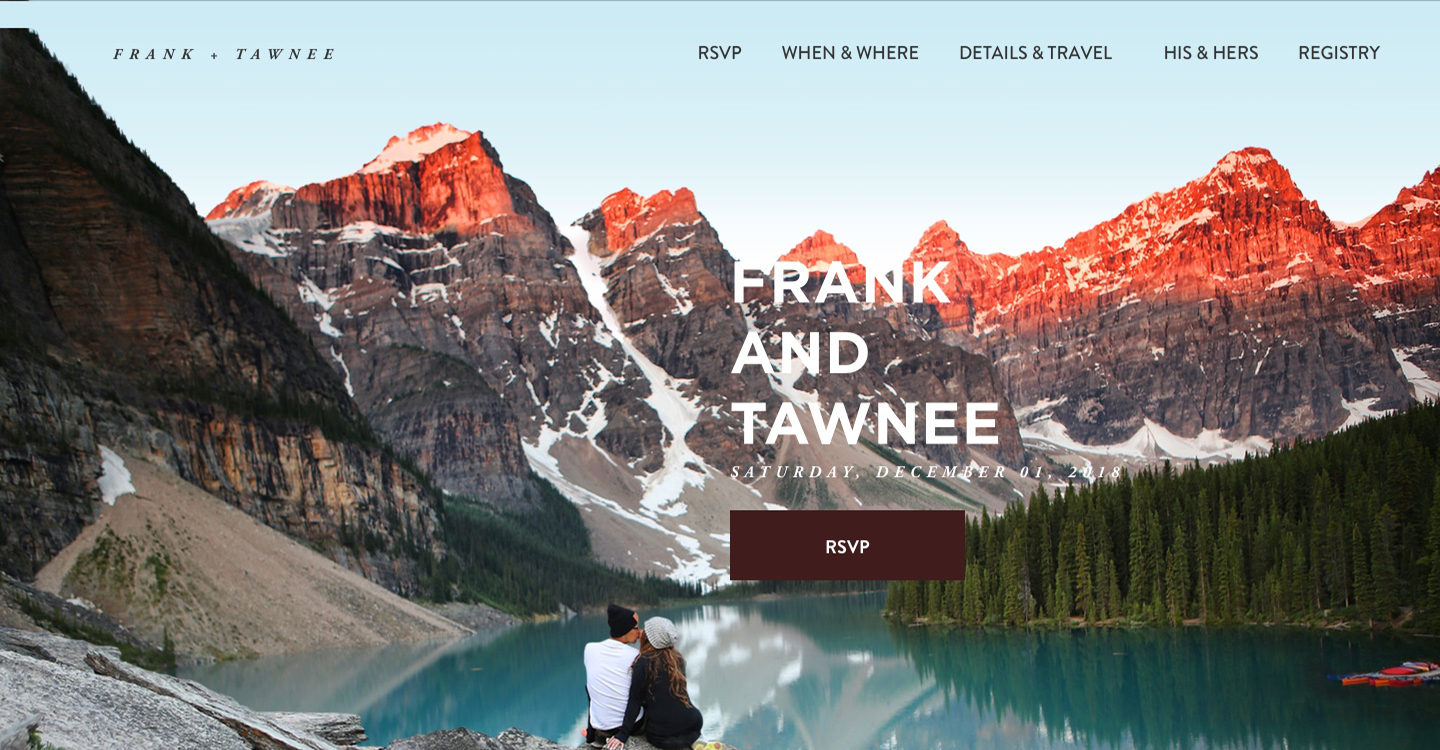 FRANK + TAWNEE
RSVP WHEN & WHERE DETAILS & TRAVEL HIS & HERS REGISTRY
FRANK
AND
TAWNEE
SATURDAY, DECEMBER 01, 2018
RSVP